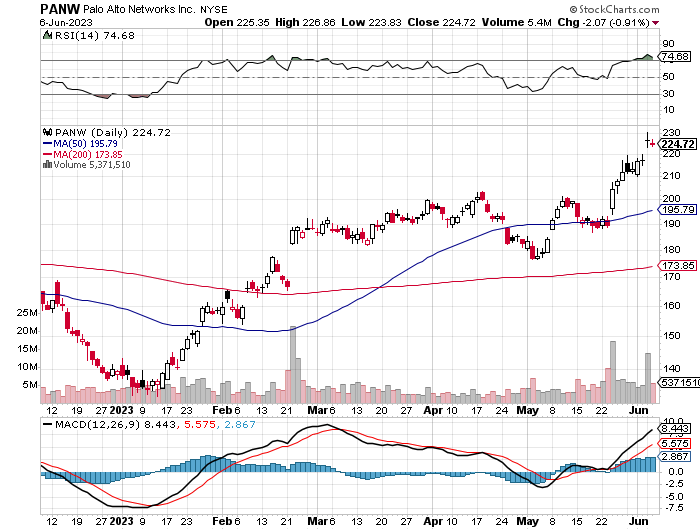 PANW Palo Alto Networks Inc. NYSE © StockCharts.com
6-Jun-2023 Open 225.35 High 226.86 Low 223.83 Close 224.72 Volume 5.4M Chg -2.07 (-0.91%)
RSI(14) 74.68
90
74.68
50
30
10
PANW (Daily) 224.72
MA(50) 195.79
MA(200) 173.85
Volume 5,371,510
230
224.72
220
210
200
195.79
190
180
173.85
170
160
150
140
25M
20M
15M
10M
5M
5371510
12 19 27 2023 9 17 23 Feb 6 13 21 Mar 6 13 20 27 Apr 10 17 24 May 8 15 22 Jun
MACD(12,26,9) 8.443, 5.575, 2.867
10.0
8.443
5.575
2.867
0.0
-2.5
-5.0
-7.5
12 19 27 2023 9 17 23 Feb 6 13 21 Mar 6 13 20 27 Apr 10 17 24 May 8 15 22 Jun